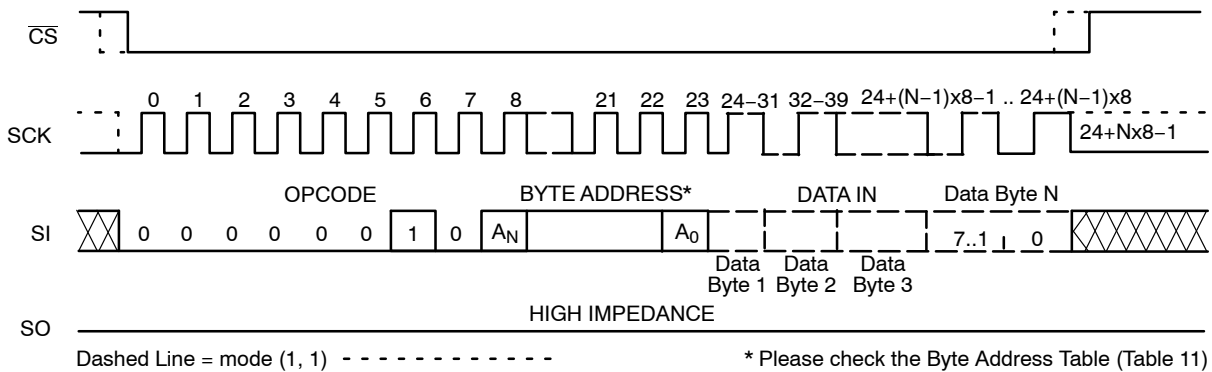 CS
0 1 2 3 4 5 6 7 8 21 22 23 24–31 32–39 24+(N–1)x8–1 .. 24+(N–1)x8
SCK
24+Nx8–1
OPCODE BYTE ADDRESS* DATA IN Data Byte N
SI 0 0 0 0 0 0 1 0 AN A0 7..1 0
Data Byte 1 Data Byte 2 Data Byte 3
HIGH IMPEDANCE
SO
Dashed Line = mode (1, 1) * Please check the Byte Address Table (Table 11)